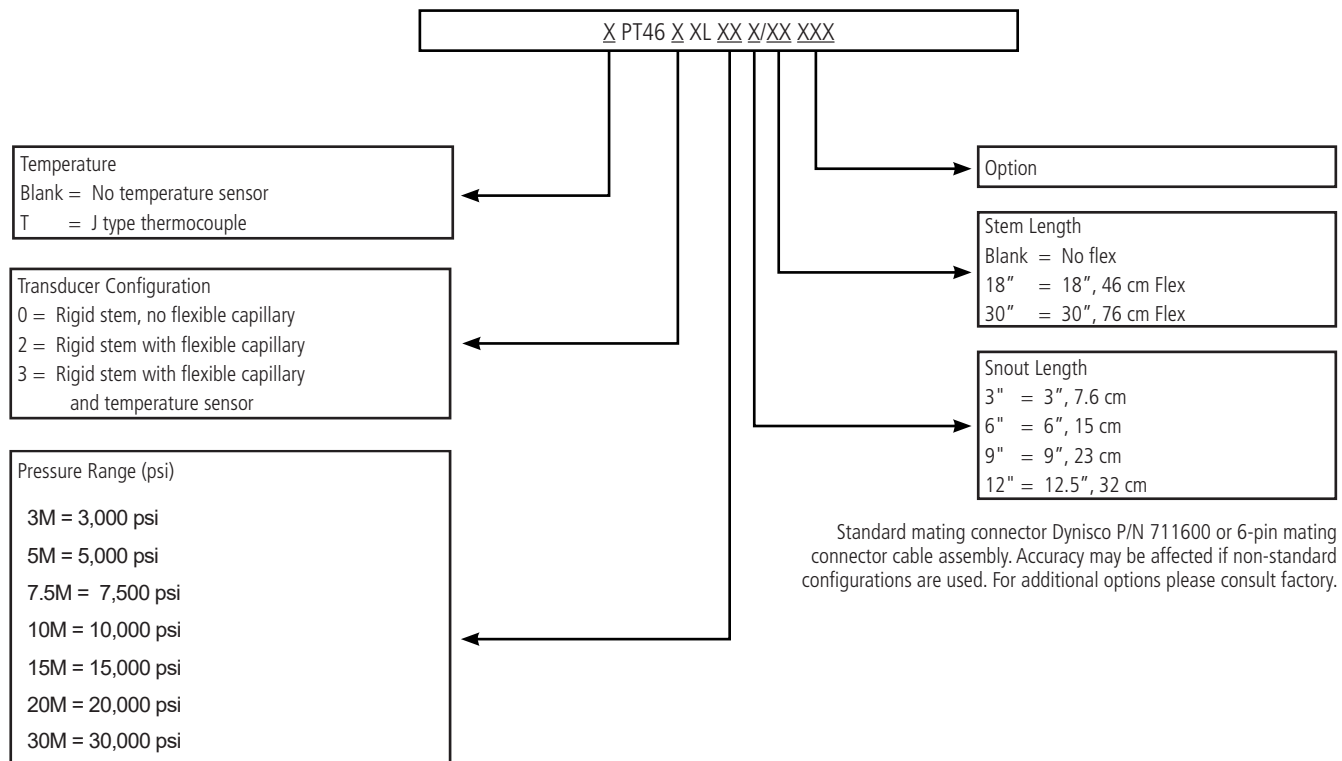 X PT46 X XL XX X/XX XXX
Temperature
Blank = No temperature sensor
T = J type thermocouple
Transducer Configuration
0 = Rigid stem, no flexible capillary
2 = Rigid stem with flexible capillary
3 = Rigid stem with flexible capillary
and temperature sensor
Pressure Range (psi)
3M = 3,000 psi
5M = 5,000 psi
7.5M = 7,500 psi
10M = 10,000 psi
15M = 15,000 psi
20M = 20,000 psi
30M = 30,000 psi
Option
Stem Length
Blank = No flex
18″ = 18″, 46 cm Flex
30″ = 30″, 76 cm Flex
Snout Length
3" = 3″, 7.6 cm
6" = 6″, 15 cm
9" = 9″, 23 cm
12" = 12.5″, 32 cm
Standard mating connector Dynisco P/N 711600 or 6-pin mating
connector cable assembly. Accuracy may be affected if non-standard
configurations are used. For additional options please consult factory.